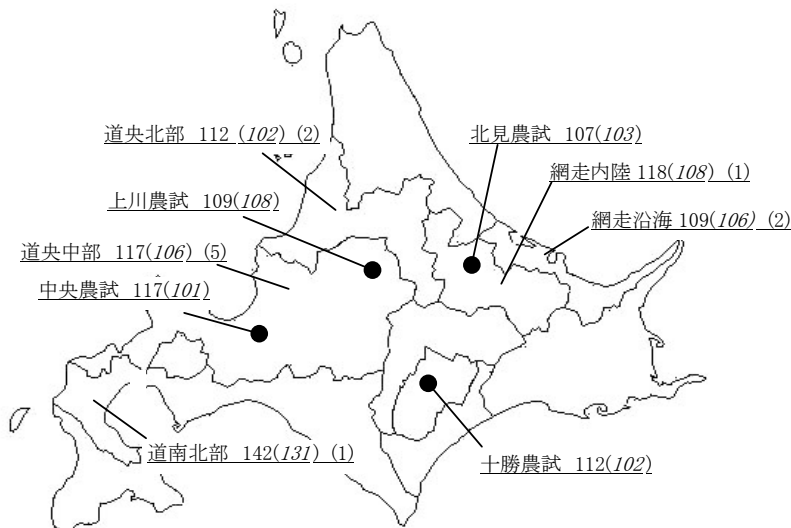 道央北部 112 (102) (2)
北見農試 107(103)
網走内陸 118(108) (1)
上川農試 109(108)
網走沿海 109(106) (2)
道央中部 117(106) (5)
中央農試 117(101)
道南北部 142(131) (1)
十勝農試 112(102)